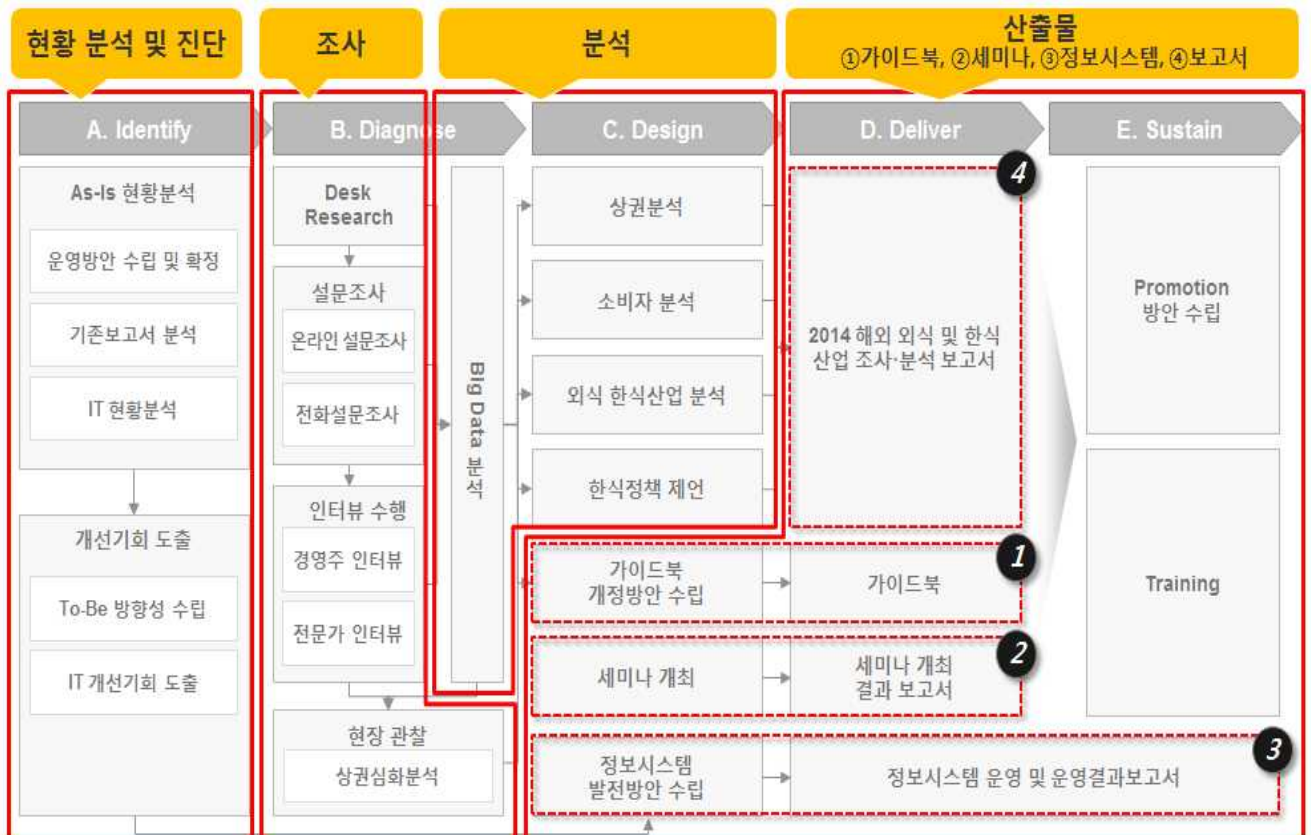 현황 분석 및 진단
조사
분석
산출물
①가이드북, ②세미나, ③정보시스템, ④보고서
A. Identify
B. Diagnose
C. Design
D. Deliver
E. Sustain
As-Is 현황분석
운영방안 수립 및 확정
기존보고서 분석
IT 현황분석
개선기회 도출
To-Be 방향성 수립
IT 개선기회 도출
Desk
Research
설문조사
온라인 설문조사
전화설문조사
인터뷰 수행
경영주 인터뷰
전문가 인터뷰
현장 관찰
상권심화분석
Big Data 분석
상권분석
소비자 분석
외식 한식산업 분석
한식정책 제언
가이드북
개정방안 수립
세미나 개최
정보시스템
발전방안 수립
4
2014 해외 외식 및 한식
산업 조사·분석 보고서
1
가이드북
2
세미나 개최
결과 보고서
3
정보시스템 운영 및 운영결과보고서
Promotion
방안 수립
Training